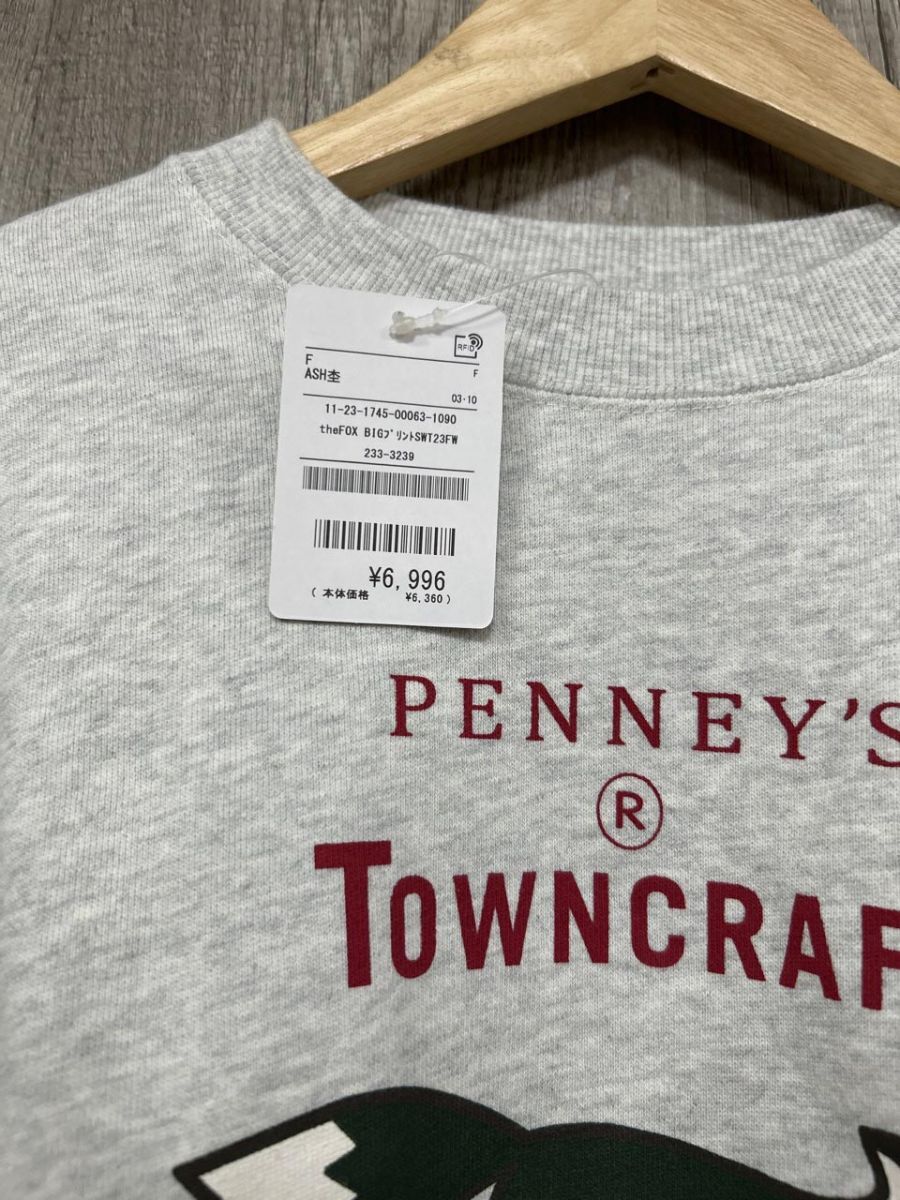 RFID
F
F
ASH杢
03·10
11-23-1745-00063-1090
theFOX BIGプリントSWT23FW
233-3239
¥6,996
( 本体価格 ¥6,360 )
PENNEY'S
®
TOWNCRAF